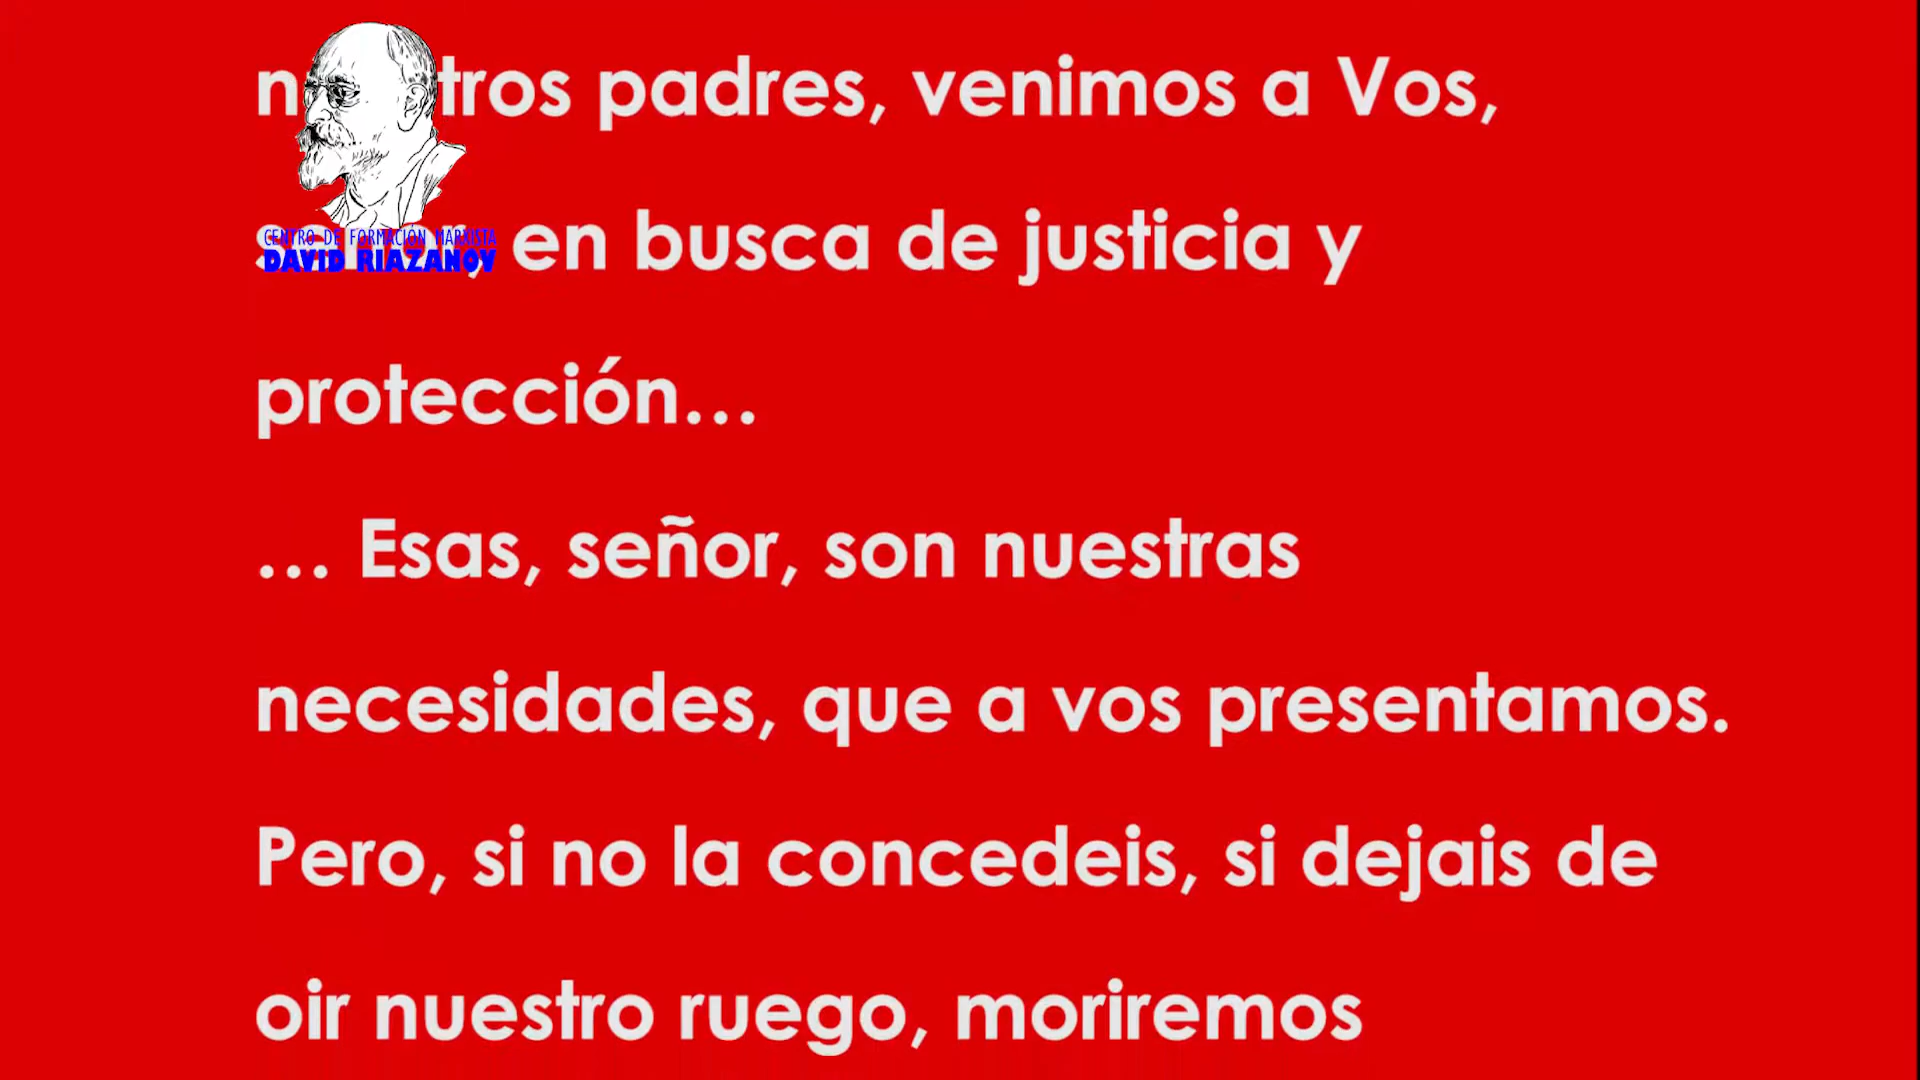 tros padres, venimos a Vos,
CENTRO DE FORMACIÓN MARXISTA
DAVID RIAZANOV
en busca de justicia y
protección...
... Esas, señor, son nuestras
necesidades, que a vos presentamos.
Pero, si no la concedeis, si dejais de
oir nuestro ruego, moriremos